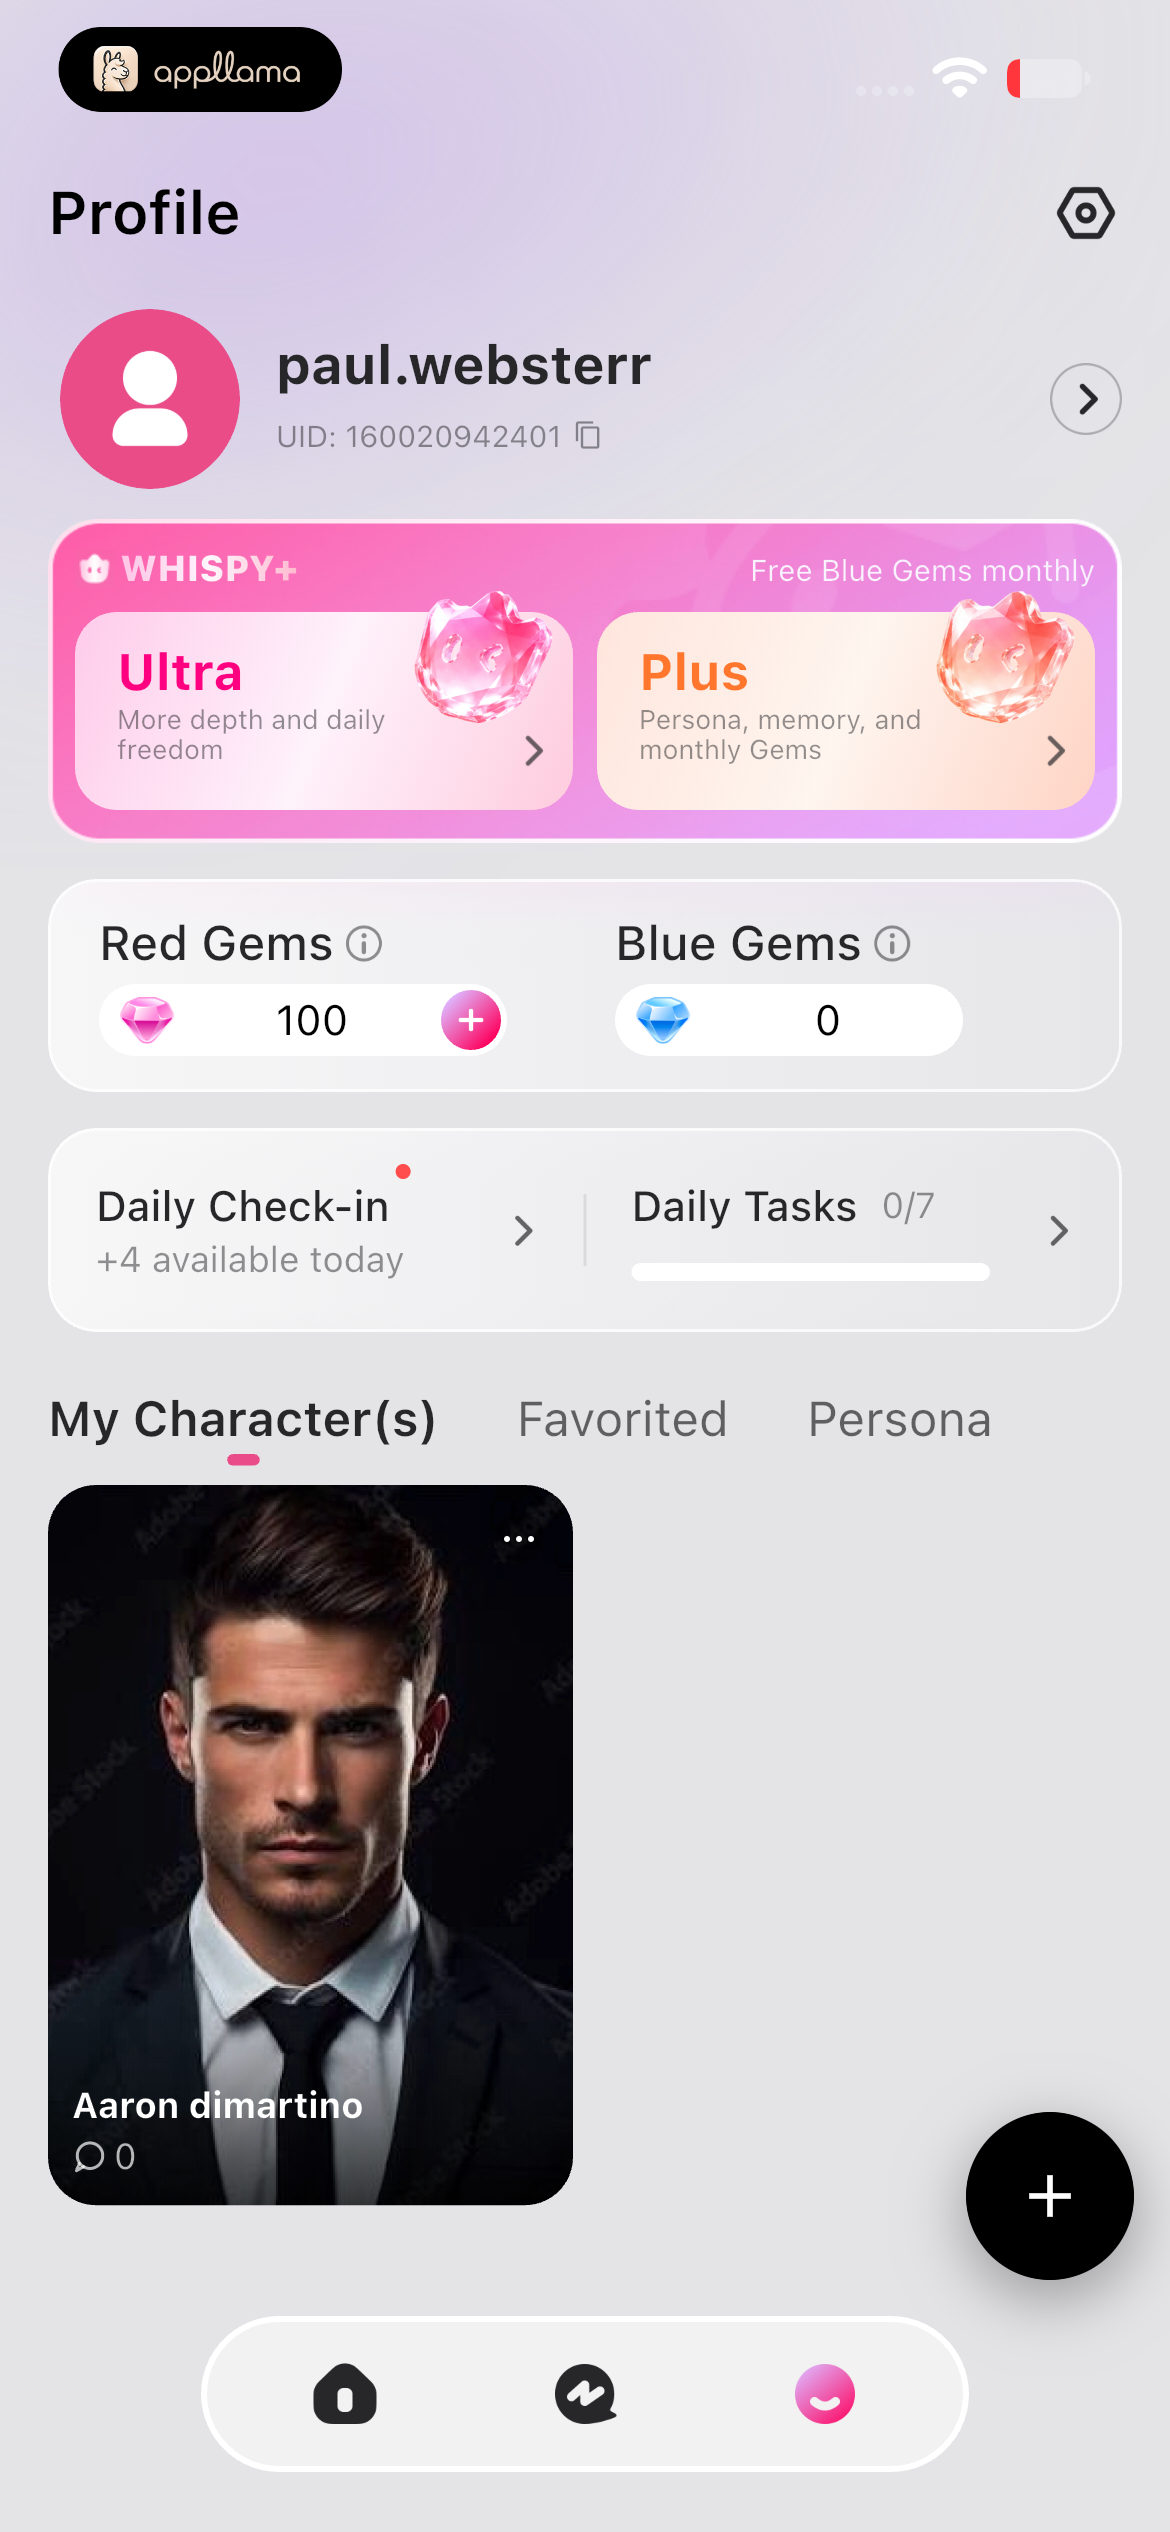 appllama
Profile
paul.websterr
UID: 160020942401
WHISPY+
Free Blue Gems monthly
Ultra
More depth and daily
freedom
Plus
Persona, memory, and
monthly Gems
Red Gems
Blue Gems
100
0
Daily Check-in
+4 available today
Daily Tasks 0/7
My Character(s)
Favorited
Persona
Adobe Stock
Aaron dimartino
0